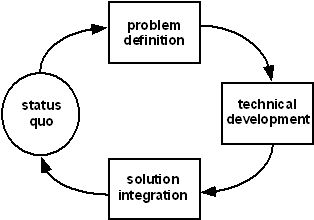 problem
definition
technical
development
solution
integration
status
quo